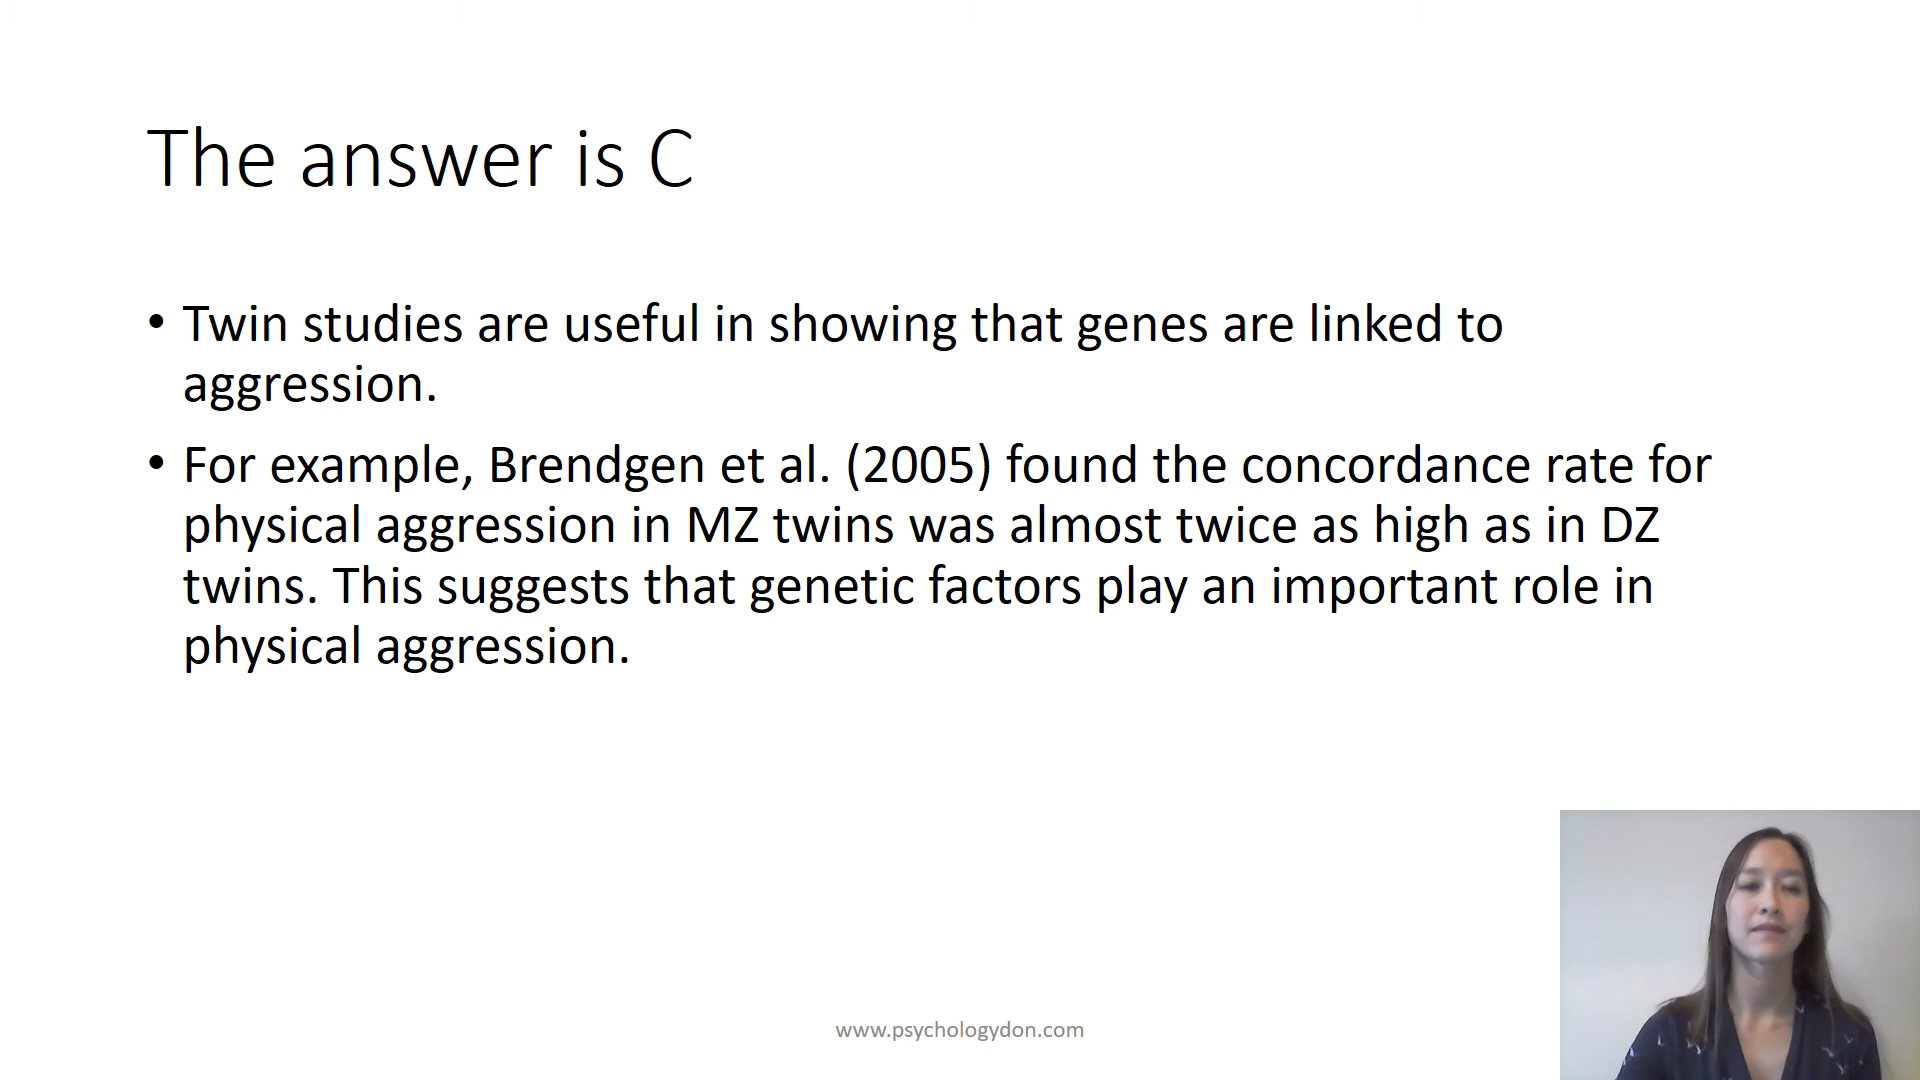 The answer is C
• Twin studies are useful in showing that genes are linked to
aggression.
• For example, Brendgen et al. (2005) found the concordance rate for
physical aggression in MZ twins was almost twice as high as in DZ
twins. This suggests that genetic factors play an important role in
physical aggression.
www.psychologydon.com